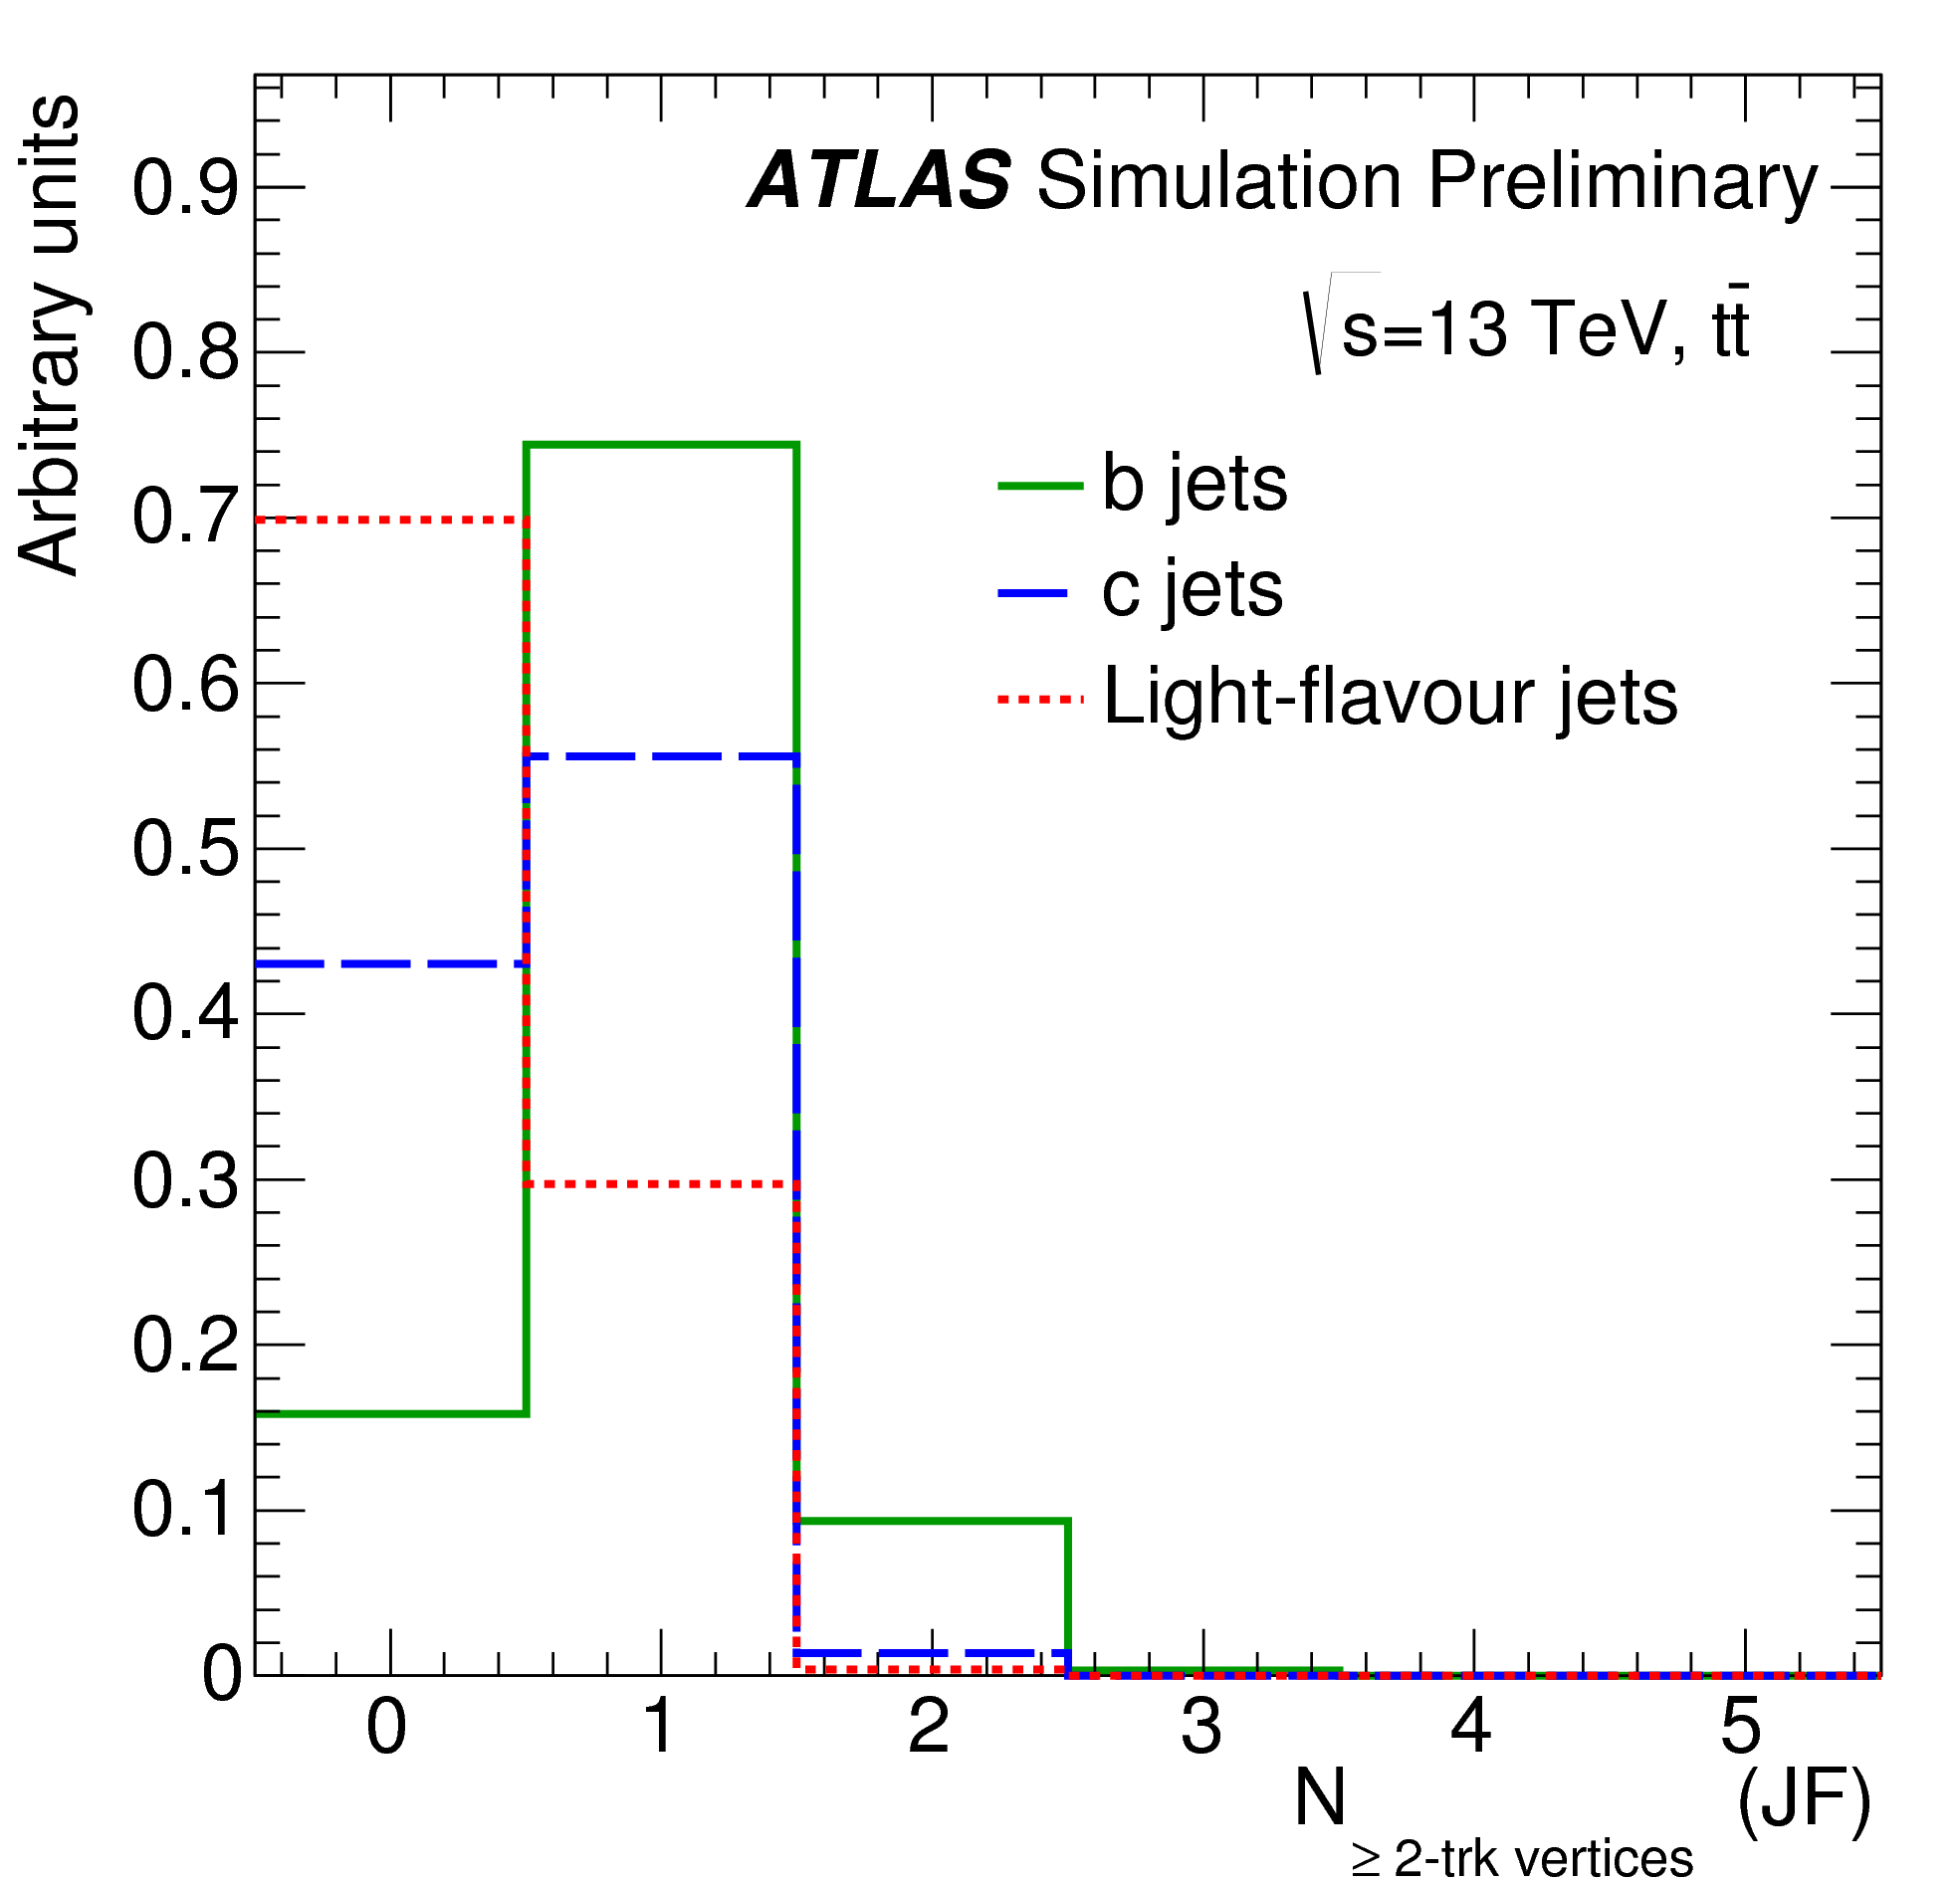 Arbitrary units
ATLAS Simulation Preliminary
√s=13 TeV, tt̄
b jets
c jets
Light-flavour jets
0.9
0.8
0.7
0.6
0.5
0.4
0.3
0.2
0.1
0
0 1 2 3 4 5
N ≥ 2-trk vertices (JF)